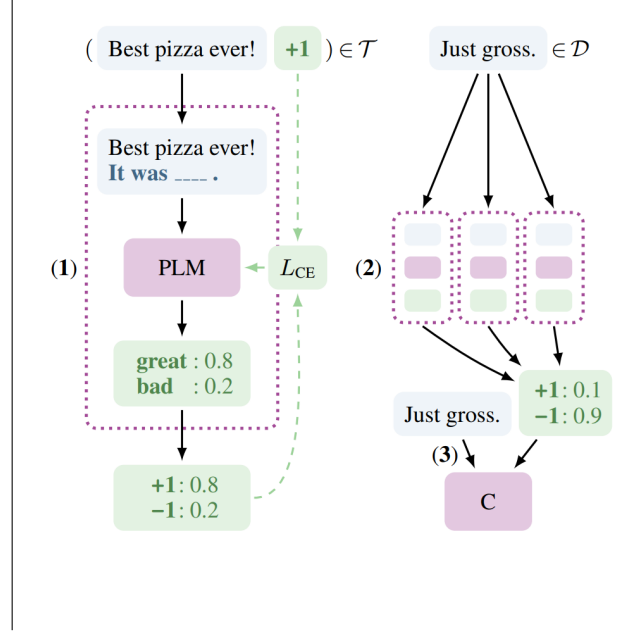 ( Best pizza ever! +1 ) ∈ 𝒯
Just gross. ∈ 𝒟
Best pizza ever!
It was ____ .
(1)
PLM
L_CE
(2)
great : 0.8
bad : 0.2
+1: 0.1
−1: 0.9
Just gross.
(3)
+1: 0.8
−1: 0.2
C